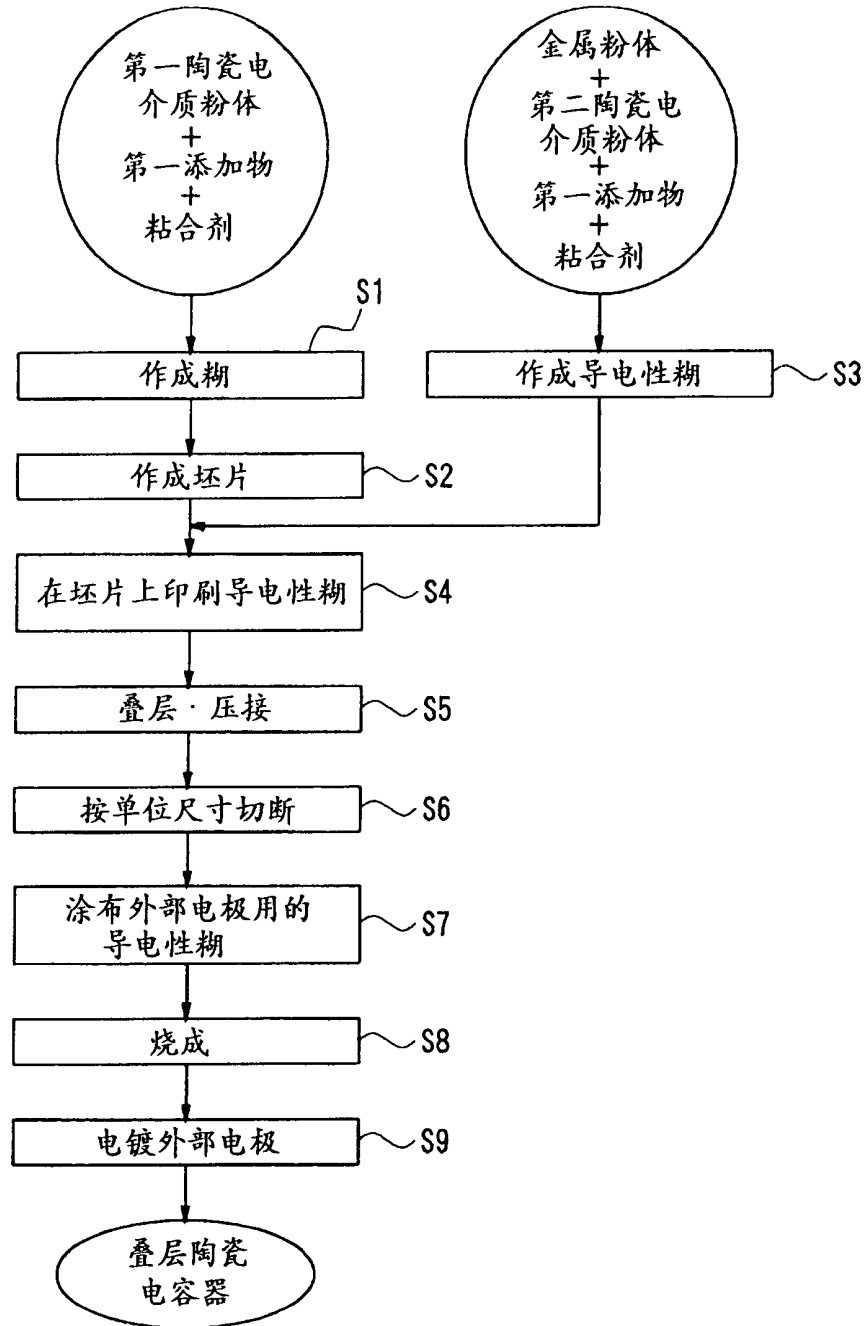 第一陶瓷电
介质粉体
+
第一添加物
+
粘合剂
金属粉体
+
第二陶瓷电
介质粉体
+
第一添加物
+
粘合剂
S1
作成糊
作成导电性糊
S3
作成坯片
S2
在坯片上印刷导电性糊
S4
叠层·压接
S5
按单位尺寸切断
S6
涂布外部电极用的
导电性糊
S7
烧成
S8
电镀外部电极
S9
叠层陶瓷
电容器